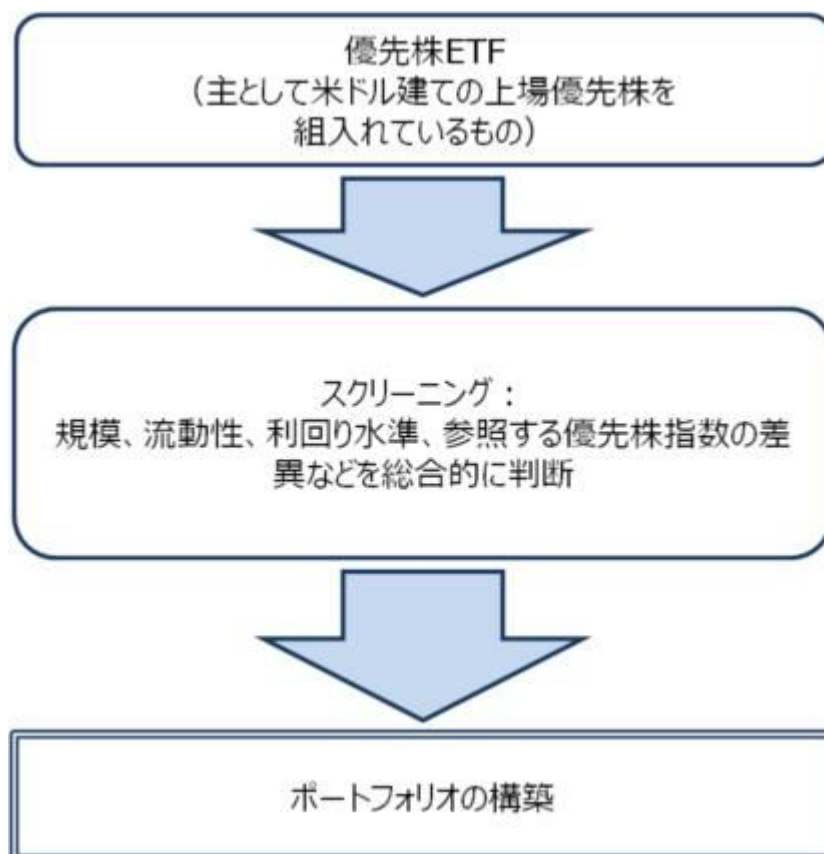 優先株ETF
（主として米ドル建ての上場優先株を
組入れているもの）
スクリーニング：
規模、流動性、利回り水準、参照する優先株指数の差
異などを総合的に判断
ポートフォリオの構築